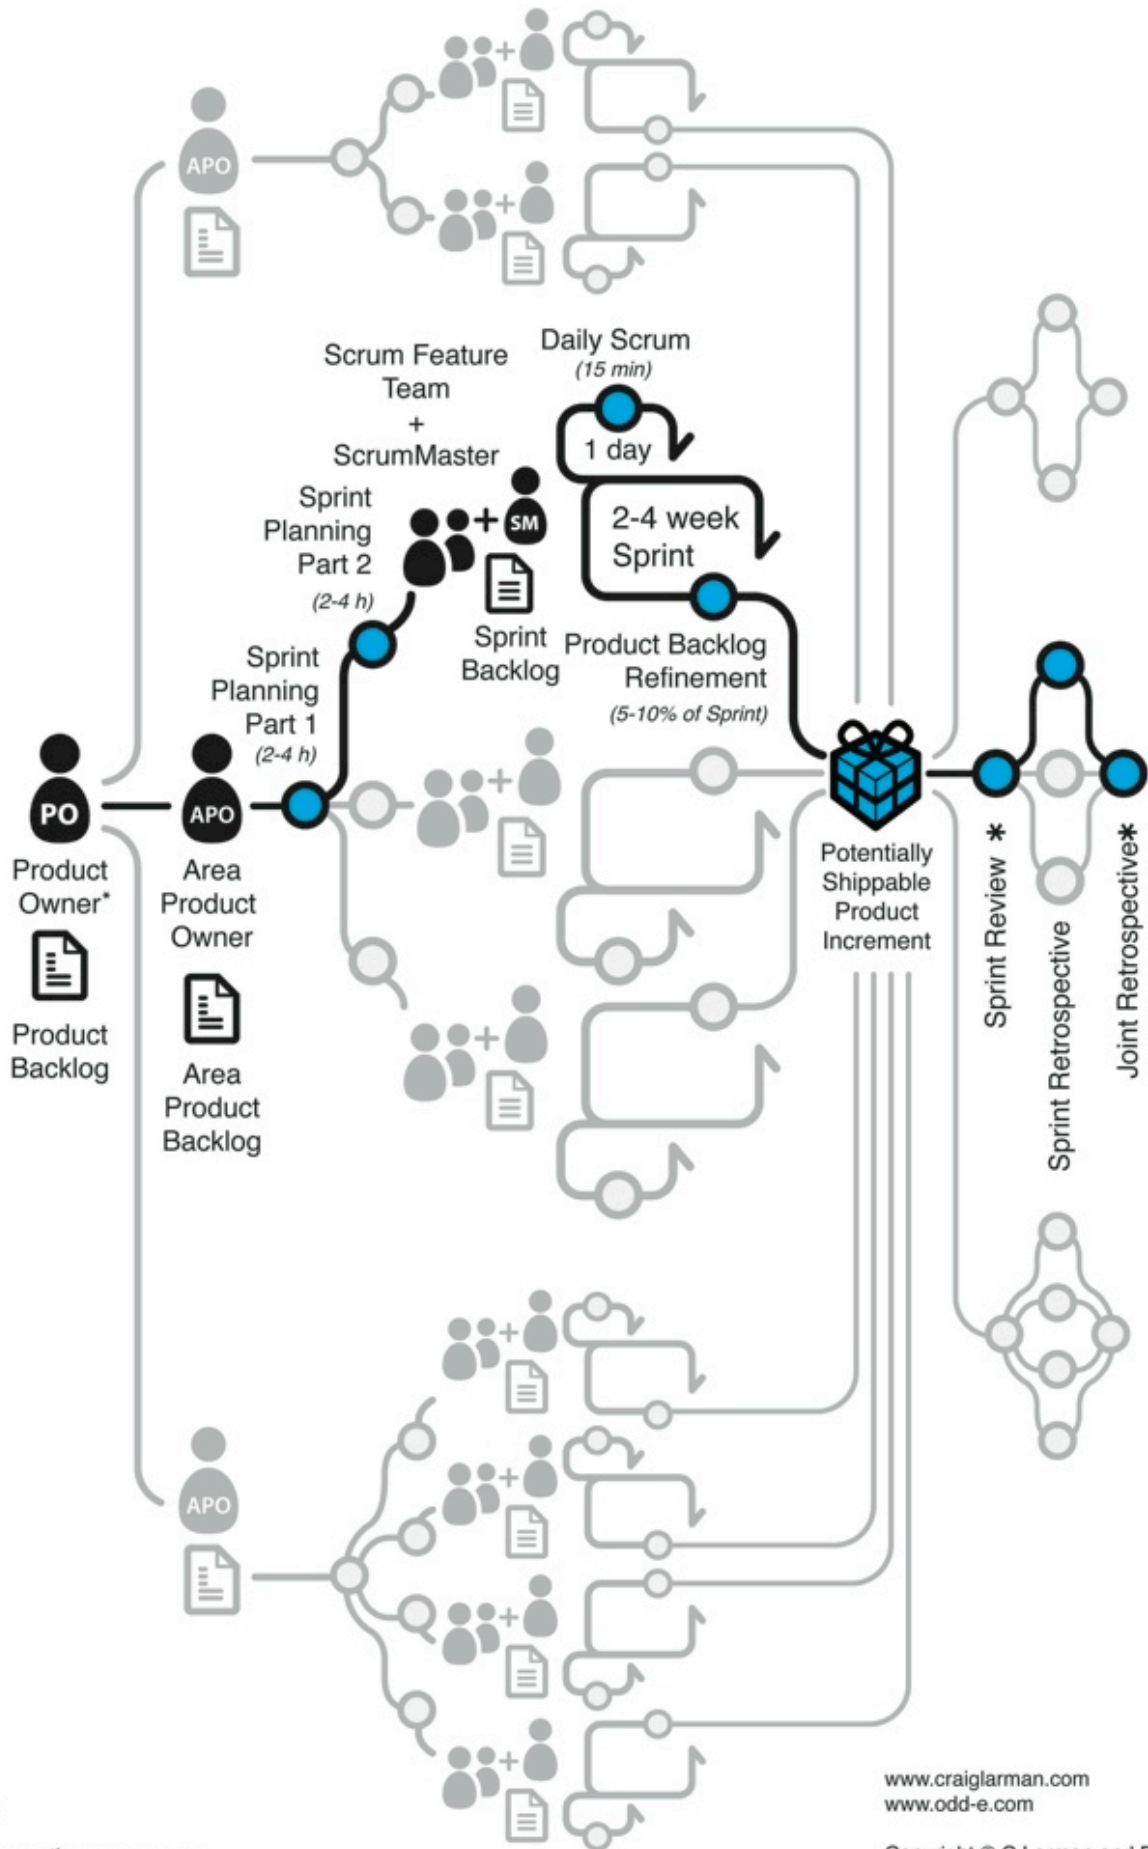 APO
Scrum Feature
Team
+
ScrumMaster
Daily Scrum
(15 min)
1 day
2-4 week
Sprint
Sprint
Planning
Part 2
(2-4 h)
SM
Sprint
Backlog
Product Backlog
Refinement
(5-10% of Sprint)
Sprint
Planning
Part 1
(2-4 h)
PO
APO
Product
Owner*
Area
Product
Owner
Product
Backlog
Area
Product
Backlog
Potentially
Shippable
Product
Increment
Sprint Review *
Sprint Retrospective
Joint Retrospective*
APO
www.craiglarman.com
www.odd-e.com